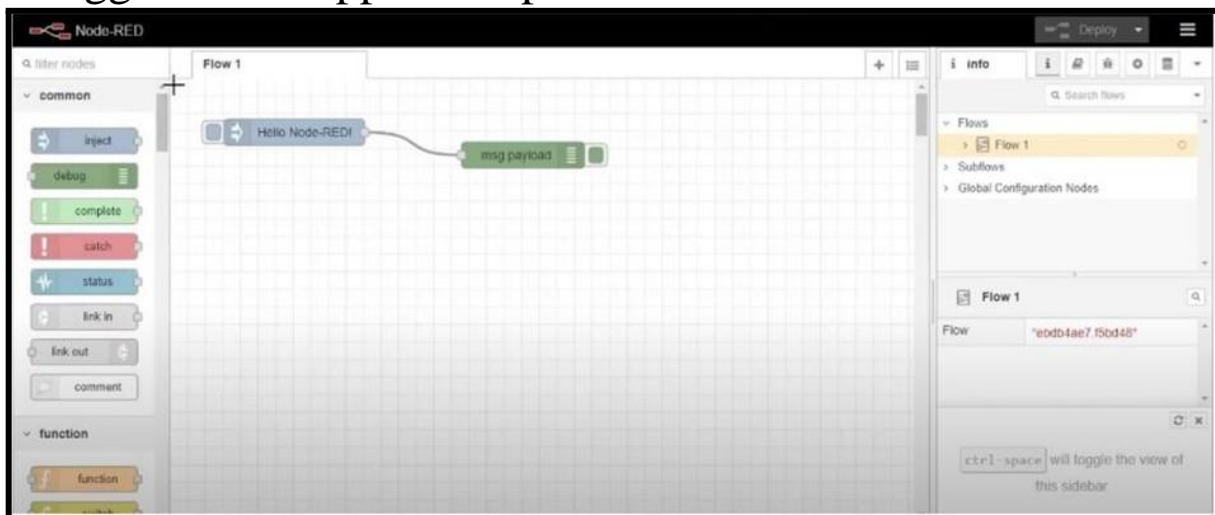 Node-RED
Deploy
filter nodes
Flow 1
info
i
Search flows
common
inject
debug
complete
catch
status
link in
link out
comment
function
function
Hello Node-RED!
msg.payload
Flows
Flow 1
Subflows
Global Configuration Nodes
Flow 1
Flow "ebdb4ae7.f5bd48"
ctrl-space will toggle the view of
this sidebar